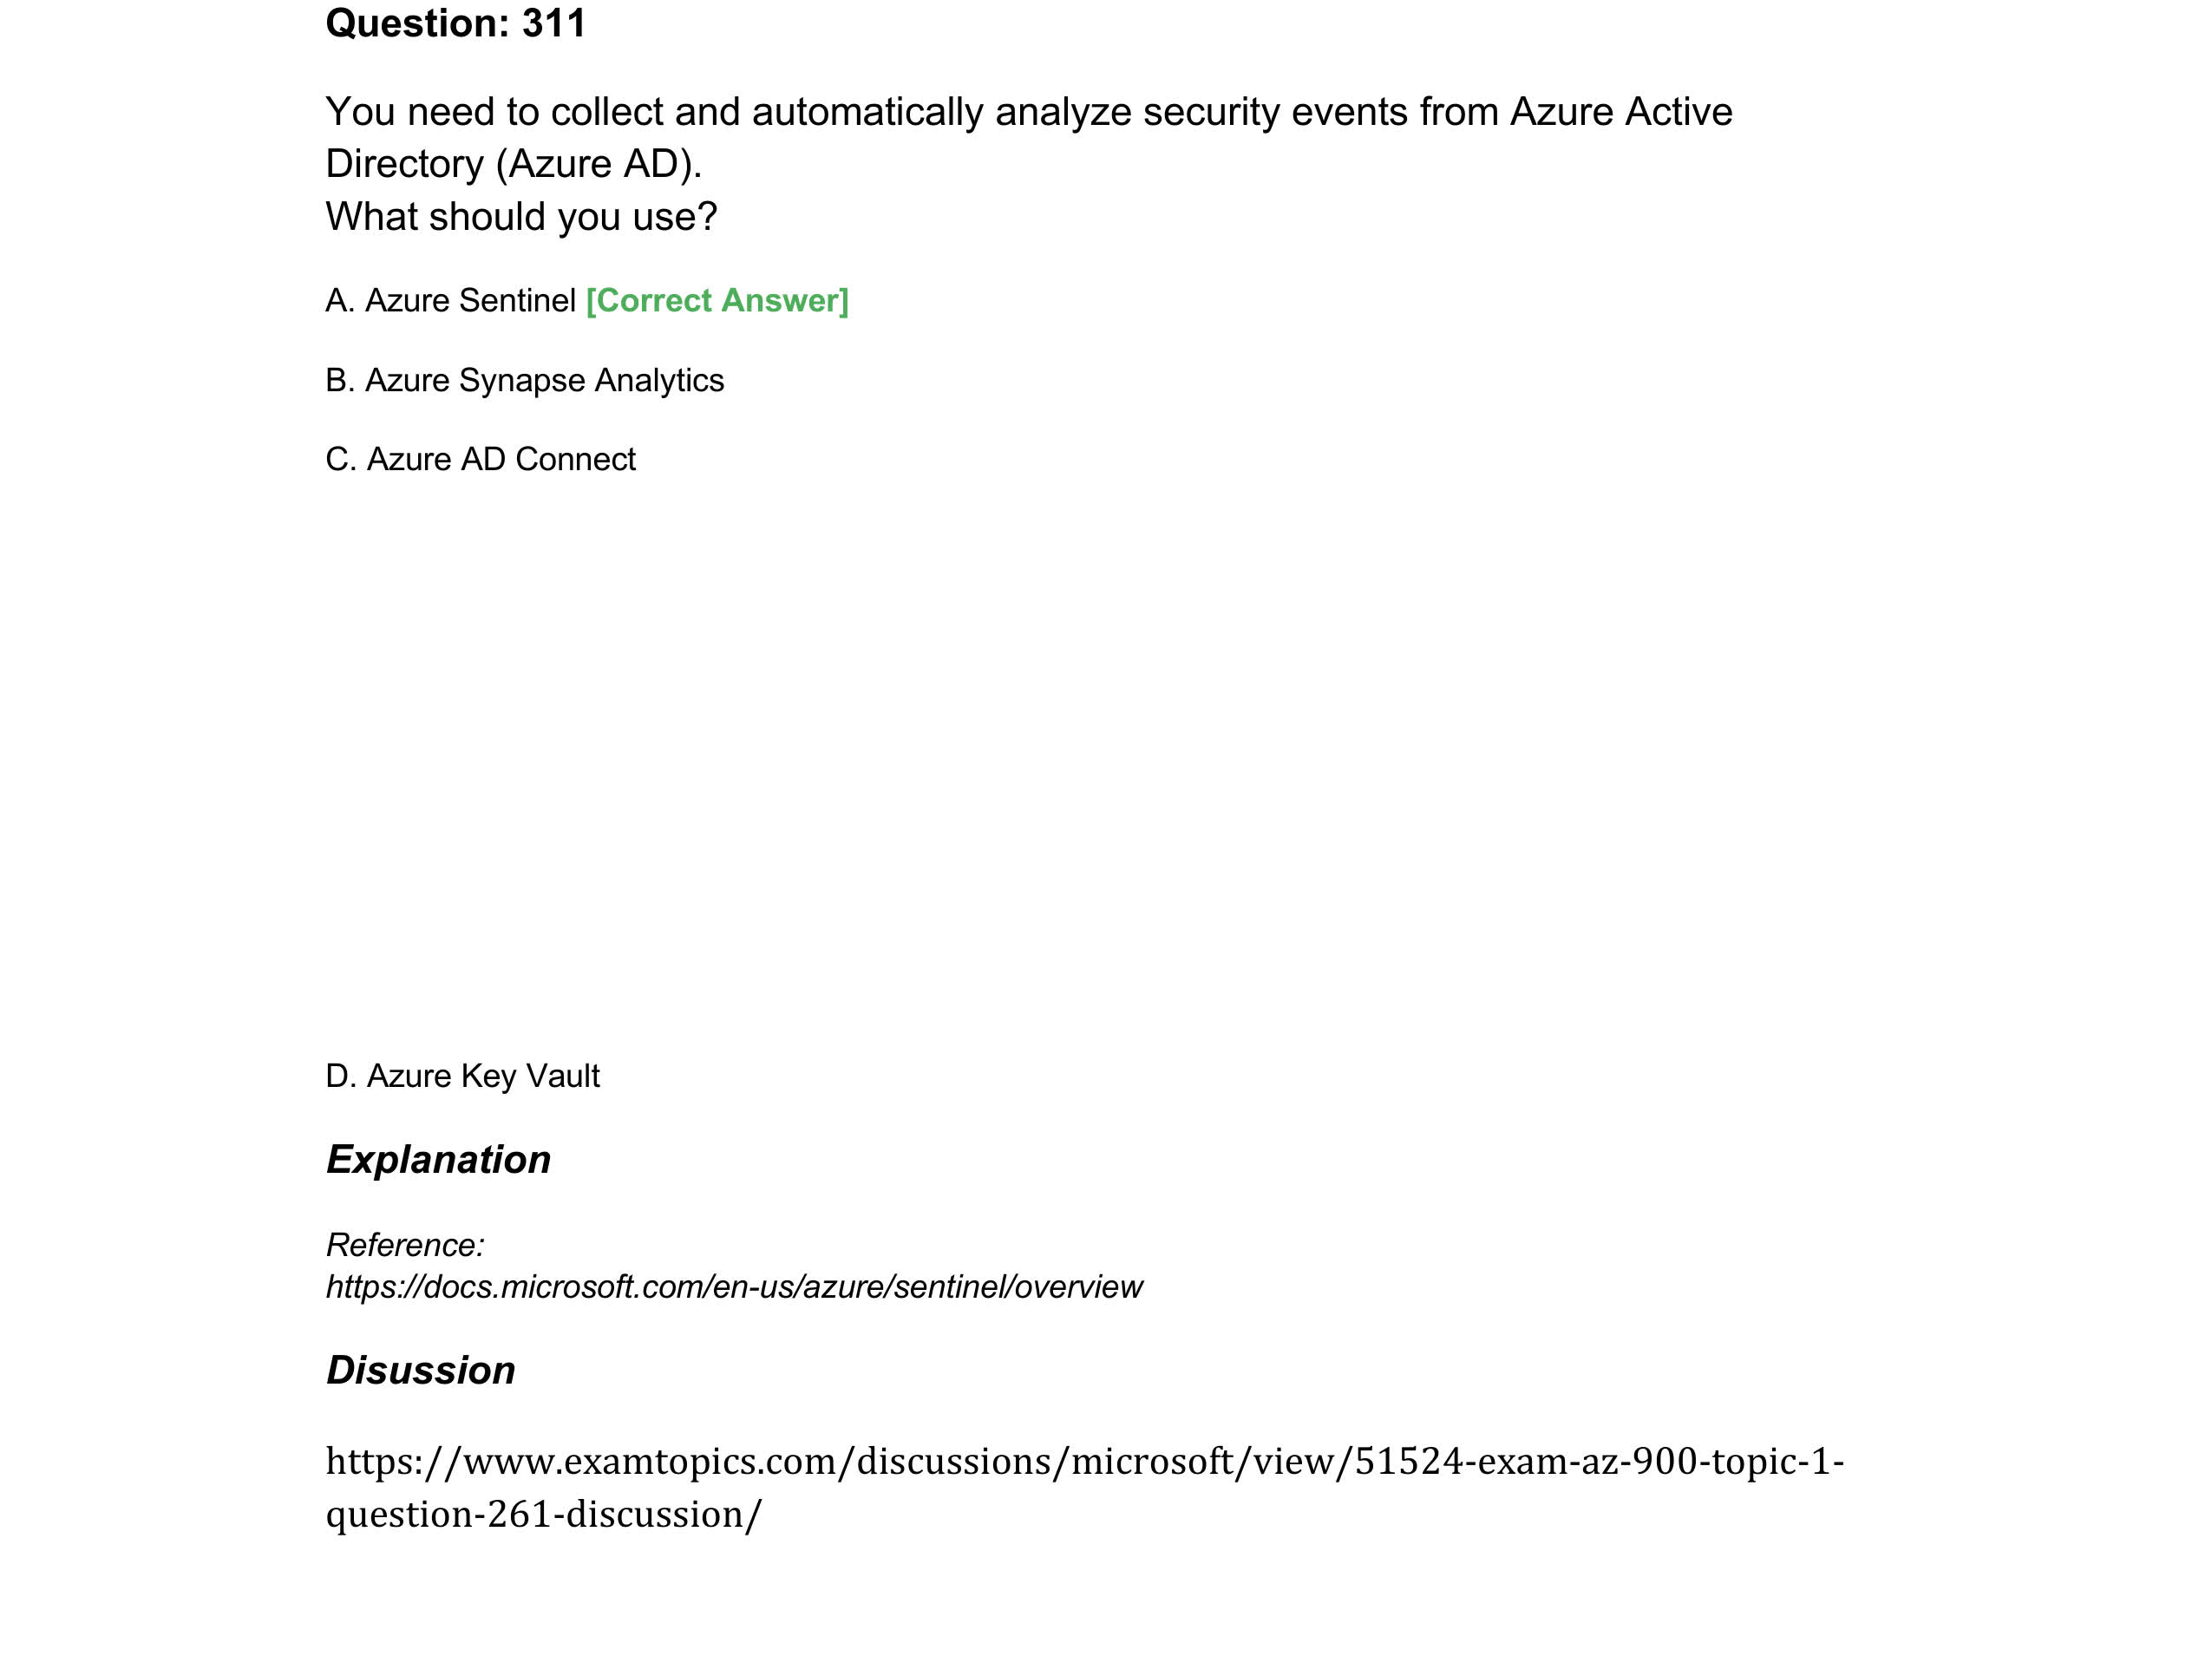 Question: 311
You need to collect and automatically analyze security events from Azure Active
Directory (Azure AD).
What should you use?
A. Azure Sentinel [Correct Answer]
B. Azure Synapse Analytics
C. Azure AD Connect
D. Azure Key Vault
Explanation
Reference:
https://docs.microsoft.com/en-us/azure/sentinel/overview
Disussion
https://www.examtopics.com/discussions/microsoft/view/51524-exam-az-900-topic-1-
question-261-discussion/